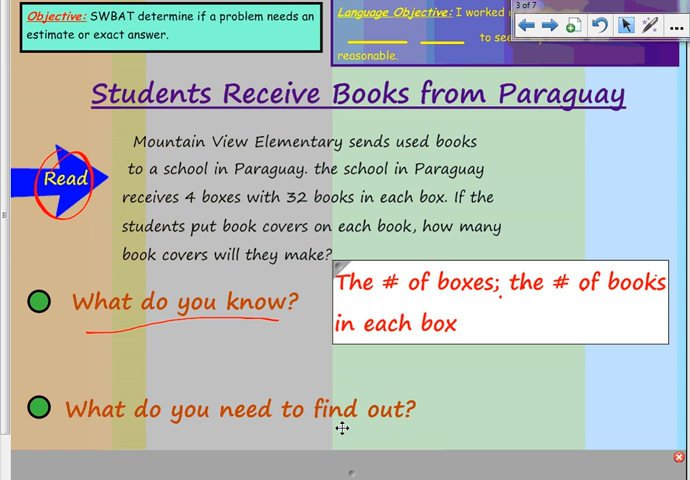 Objective: SWBAT determine if a problem needs an
estimate or exact answer.
Language Objective: I worked
to see
reasonable.
3 of 7
Students Receive Books from Paraguay
Mountain View Elementary sends used books
to a school in Paraguay. the school in Paraguay
receives 4 boxes with 32 books in each box. If the
students put book covers on each book, how many
book covers will they make?
Read
What do you know?
The # of boxes; the # of books
in each box
What do you need to find out?